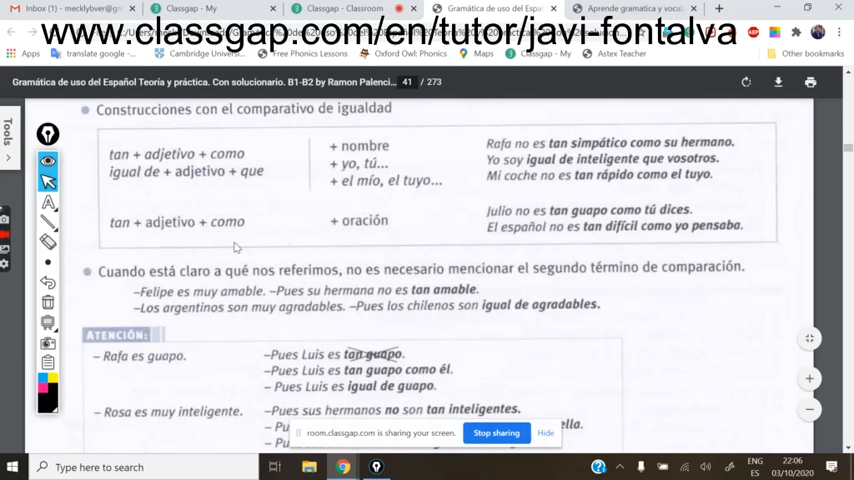 Inbox (1) - mecklybver@gm
Classgap - My
Classgap - Classroom
Gramática de uso del Espa
Aprende gramatica y vocal
www.classgap.com/en/tutor/javi-fontalva
Apps
translate google -...
Cambridge Univers...
Free Phonics Lessons
Oxford Owl: Phonics
Maps
Classgap - My
Astex Teacher
Other bookmarks
Gramática de uso del Español Teoría y práctica. Con solucionario. B1-B2 by Ramon Palenci...
41 / 273
Tools
Construcciones con el comparativo de igualdad
tan + adjetivo + como
igual de + adjetivo + que
+ nombre
+ yo, tú...
+ el mío, el tuyo...
Rafa no es tan simpático como su hermano.
Yo soy igual de inteligente que vosotros.
Mi coche no es tan rápido como el tuyo.
tan + adjetivo + como
+ oración
Julio no es tan guapo como tú dices.
El español no es tan difícil como yo pensaba.
Cuando está claro a qué nos referimos, no es necesario mencionar el segundo término de comparación.
–Felipe es muy amable. –Pues su hermana no es tan amable.
–Los argentinos son muy agradables. –Pues los chilenos son igual de agradables.
ATENCIÓN:
– Rafa es guapo.
–Pues Luis es tan guapo.
–Pues Luis es tan guapo como él.
– Pues Luis es igual de guapo.
– Rosa es muy inteligente.
–Pues sus hermanos no son tan inteligentes.
– Pu
ella.
– Pu
room.classgap.com is sharing your screen.
Stop sharing
Hide
Type here to search
ENG
ES
22:06
03/10/2020